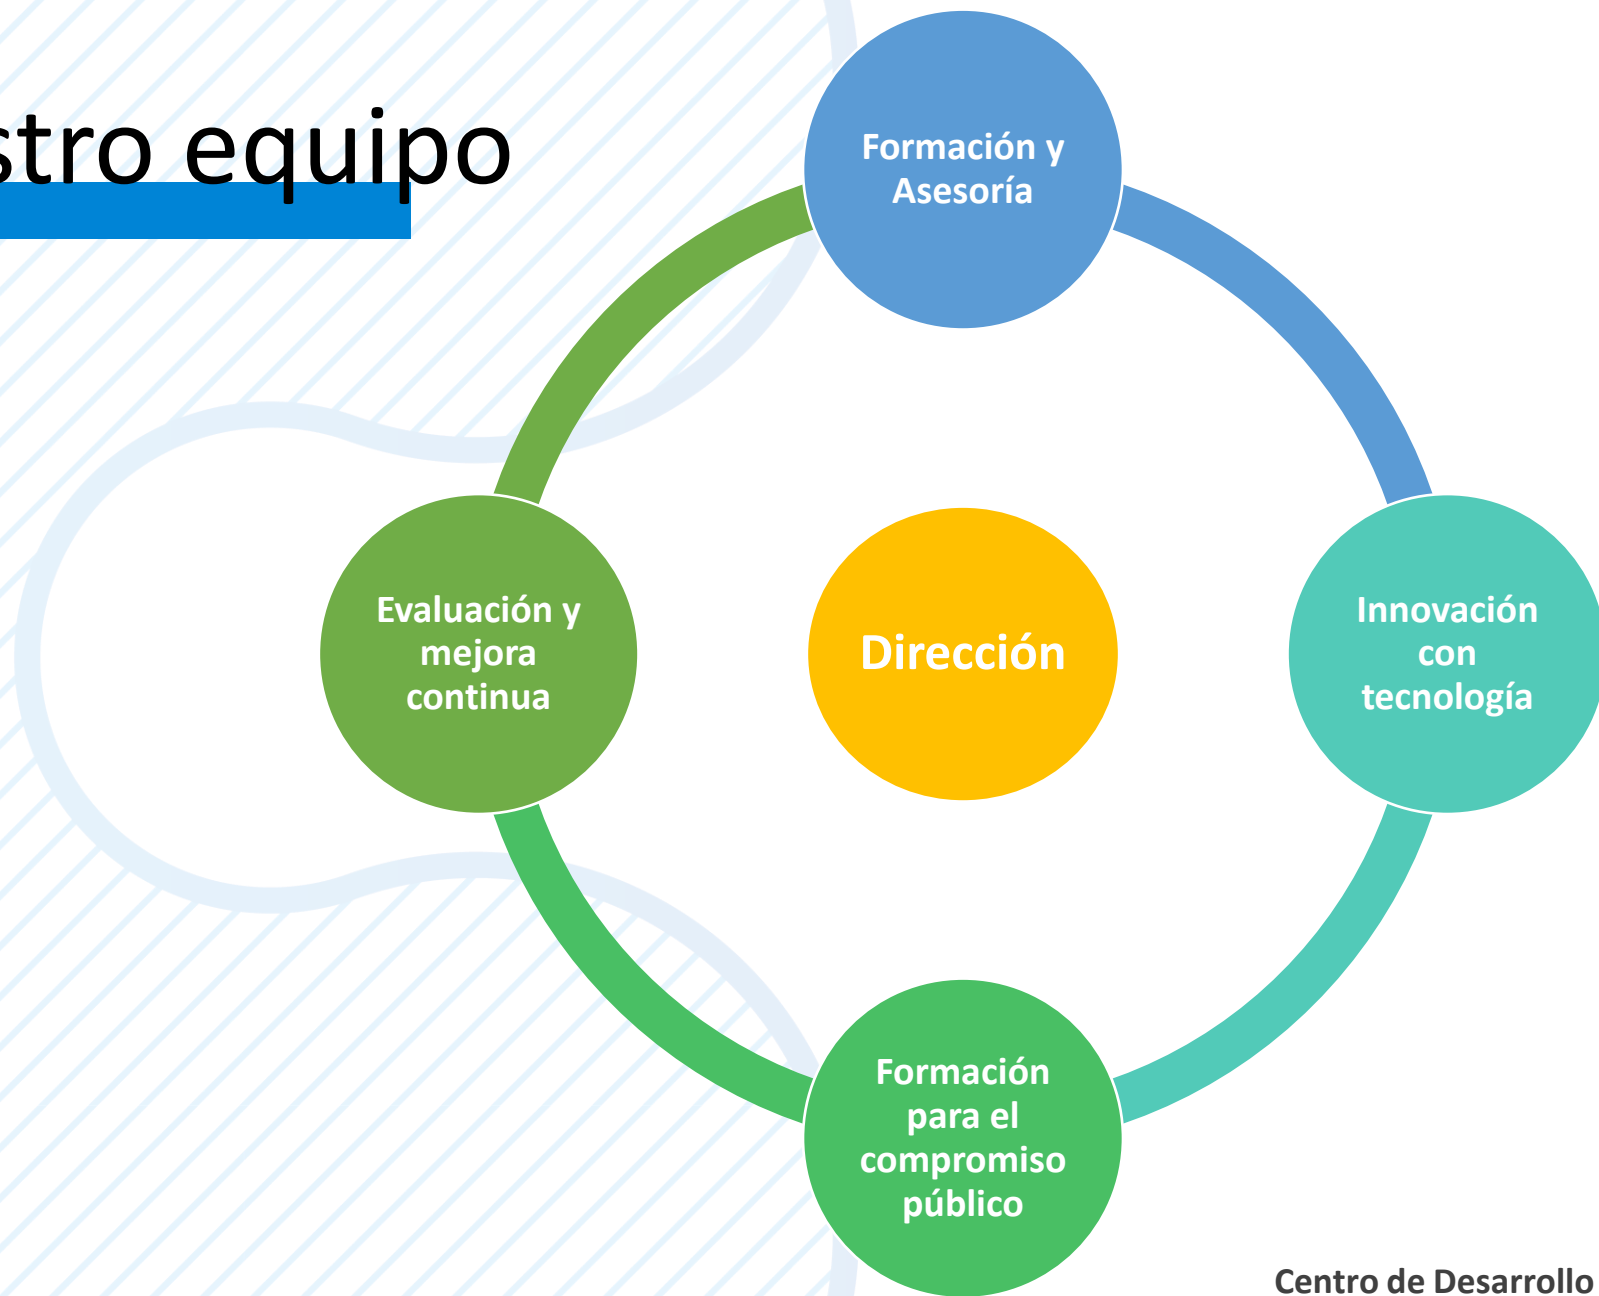 stro equipo
Formación y
Asesoría
Evaluación y
mejora
continua
Dirección
Innovación
con
tecnología
Formación
para el
compromiso
público
Centro de Desarrollo